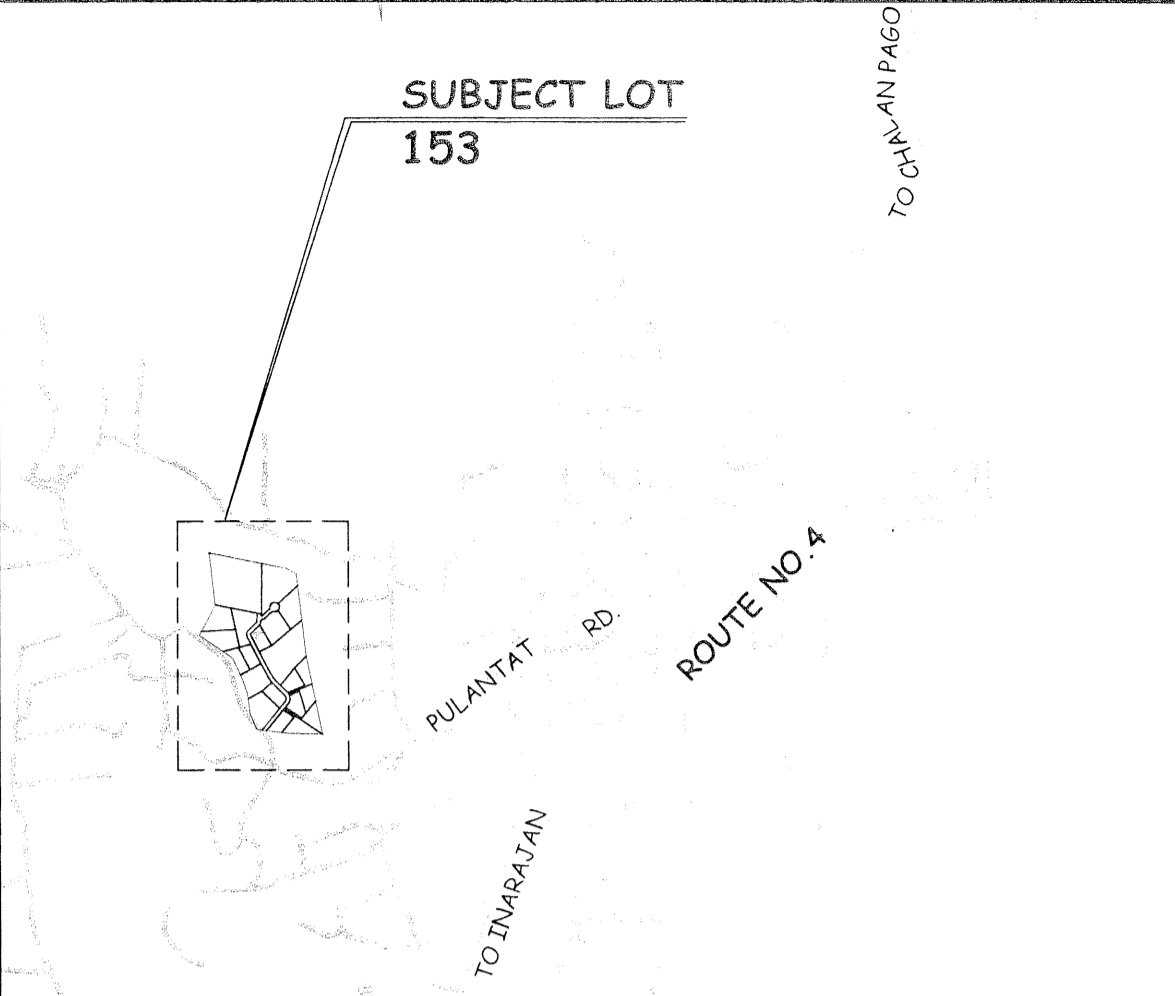 TO CHALAN PAGO
SUBJECT LOT
153
ROUTE NO. 4
PULANTAT RD.
TO INARAJAN